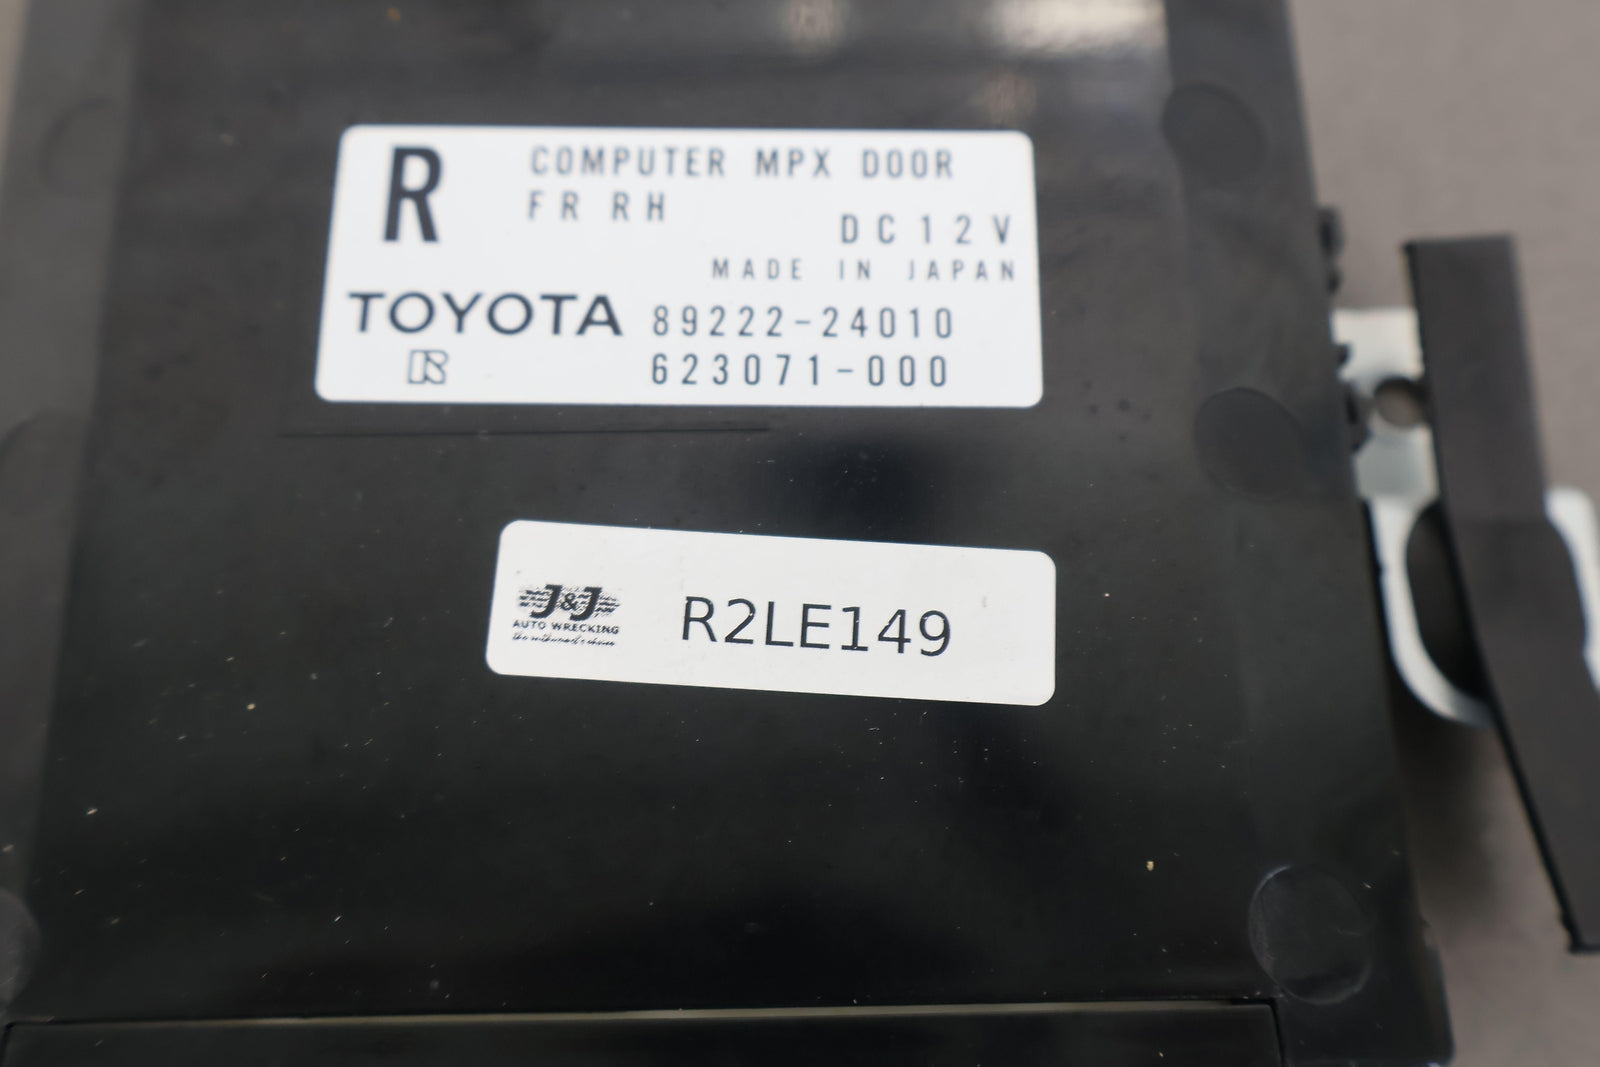 R
COMPUTER MPX DOOR
FR RH
DC12V
MADE IN JAPAN
TOYOTA 89222-24010
R 623071-000
J&J
AUTO WRECKING
R2LE149